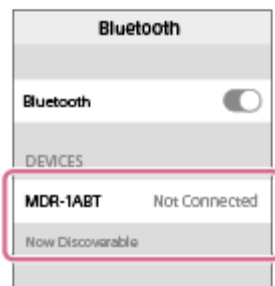 Bluetooth
Bluetooth
DEVICES
MDR-1ABT Not Connected
Now Discoverable